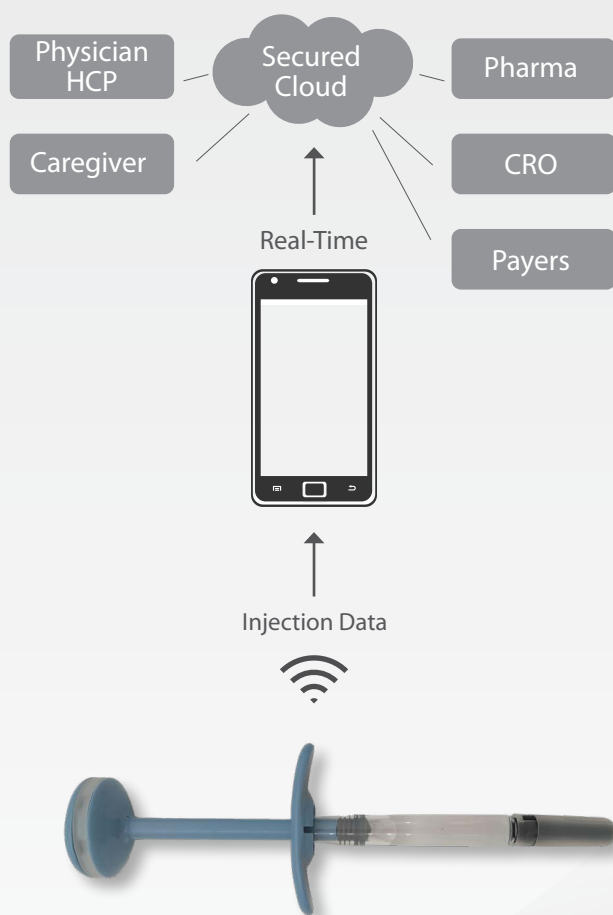 Physician
HCP
Secured
Cloud
Pharma
Caregiver
CRO
Real-Time
Payers
Injection Data